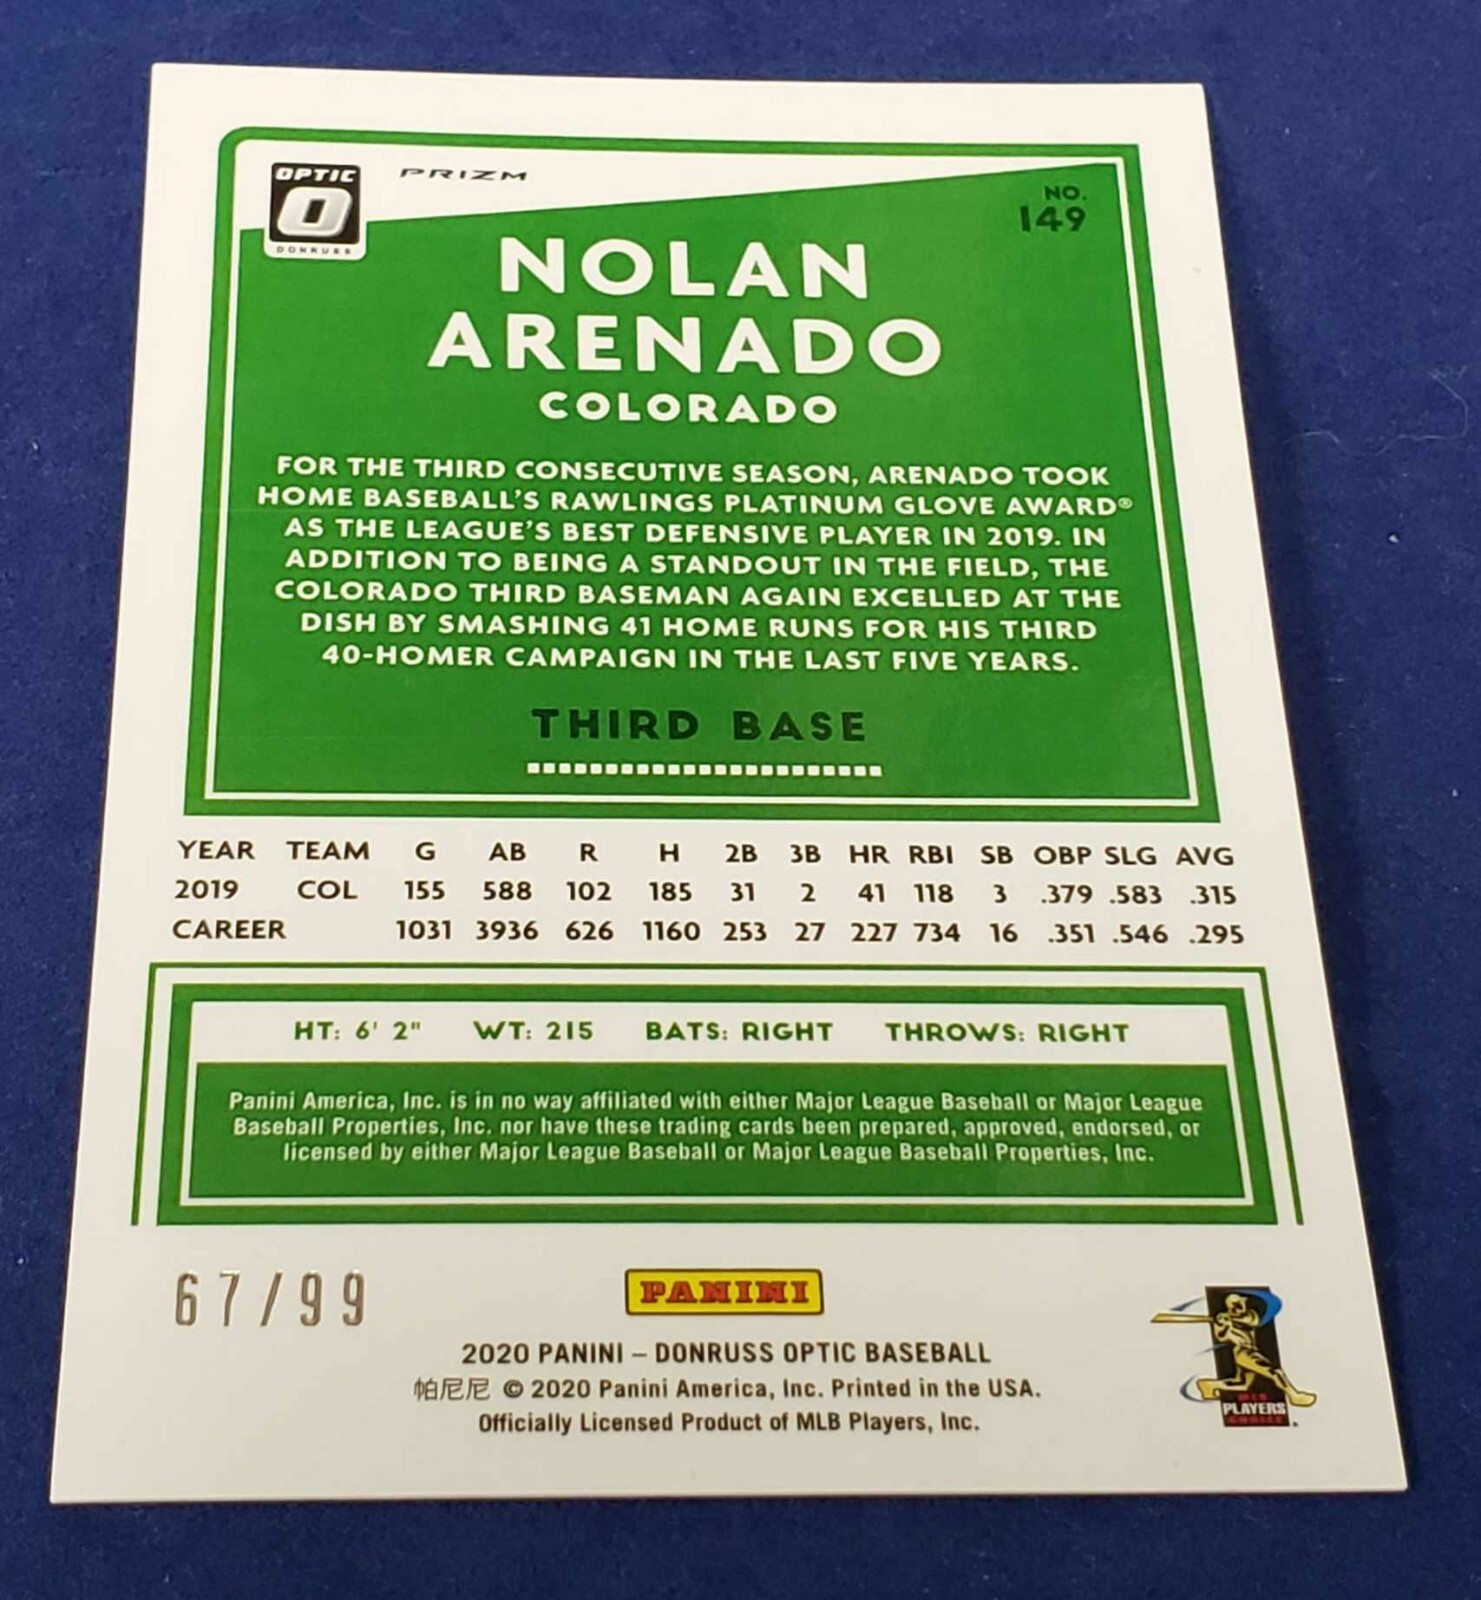 OPTIC
O
DONRUSS
PRIZM
NO.
149
NOLAN
ARENADO
COLORADO
FOR THE THIRD CONSECUTIVE SEASON, ARENADO TOOK
HOME BASEBALL'S RAWLINGS PLATINUM GLOVE AWARD®
AS THE LEAGUE'S BEST DEFENSIVE PLAYER IN 2019. IN
ADDITION TO BEING A STANDOUT IN THE FIELD, THE
COLORADO THIRD BASEMAN AGAIN EXCELLED AT THE
DISH BY SMASHING 41 HOME RUNS FOR HIS THIRD
40-HOMER CAMPAIGN IN THE LAST FIVE YEARS.
THIRD BASE
YEAR TEAM G AB R H 2B 3B HR RBI SB OBP SLG AVG
2019 COL 155 588 102 185 31 2 41 118 3 .379 .583 .315
CAREER 1031 3936 626 1160 253 27 227 734 16 .351 .546 .295
HT: 6' 2" WT: 215 BATS: RIGHT THROWS: RIGHT
Panini America, Inc. is in no way affiliated with either Major League Baseball or Major League
Baseball Properties, Inc. nor have these trading cards been prepared, approved, endorsed, or
licensed by either Major League Baseball or Major League Baseball Properties, Inc.
67/99
PANINI
2020 PANINI – DONRUSS OPTIC BASEBALL
帕尼尼 © 2020 Panini America, Inc. Printed in the USA.
Officially Licensed Product of MLB Players, Inc.
MLB
PLAYERS
CHOICE